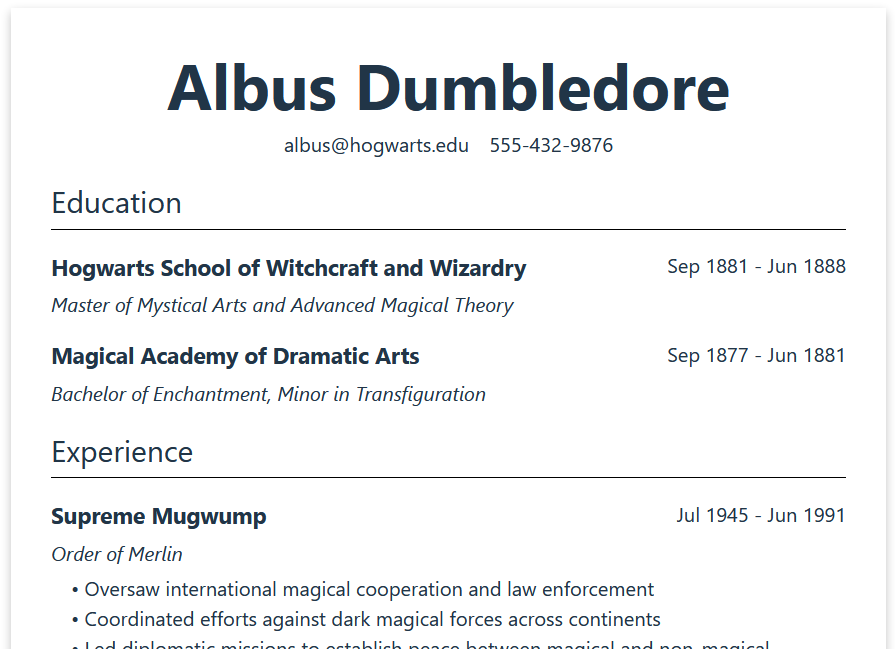 Albus Dumbledore
albus@hogwarts.edu 555-432-9876
Education
Hogwarts School of Witchcraft and Wizardry Sep 1881 - Jun 1888
Master of Mystical Arts and Advanced Magical Theory
Magical Academy of Dramatic Arts Sep 1877 - Jun 1881
Bachelor of Enchantment, Minor in Transfiguration
Experience
Supreme Mugwump Jul 1945 - Jun 1991
Order of Merlin
• Oversaw international magical cooperation and law enforcement
• Coordinated efforts against dark magical forces across continents
• Led diplomatic missions to establish peace between magical and non-magical